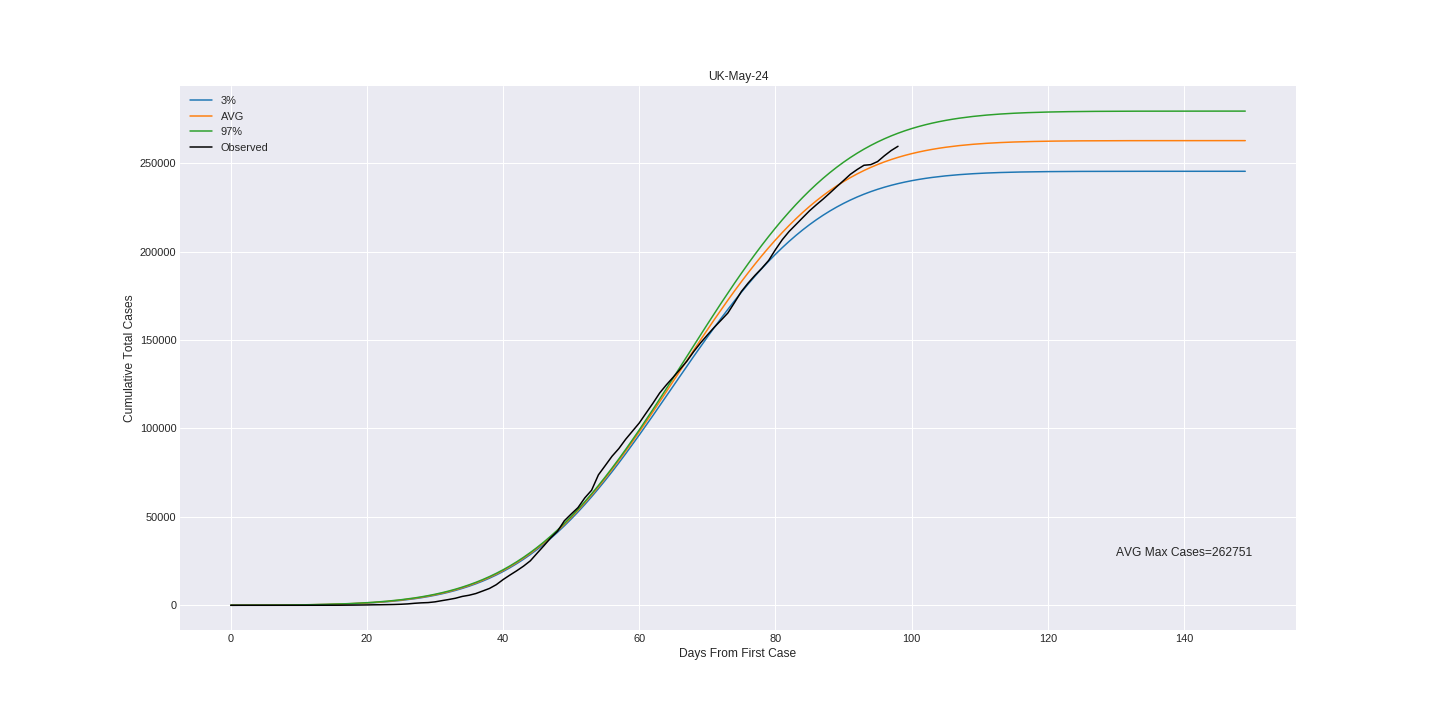 UK-May-24
3%
AVG
97%
Observed
250000
200000
150000
100000
50000
0
Cumulative Total Cases
AVG Max Cases=262751
0 20 40 60 80 100 120 140
Days From First Case